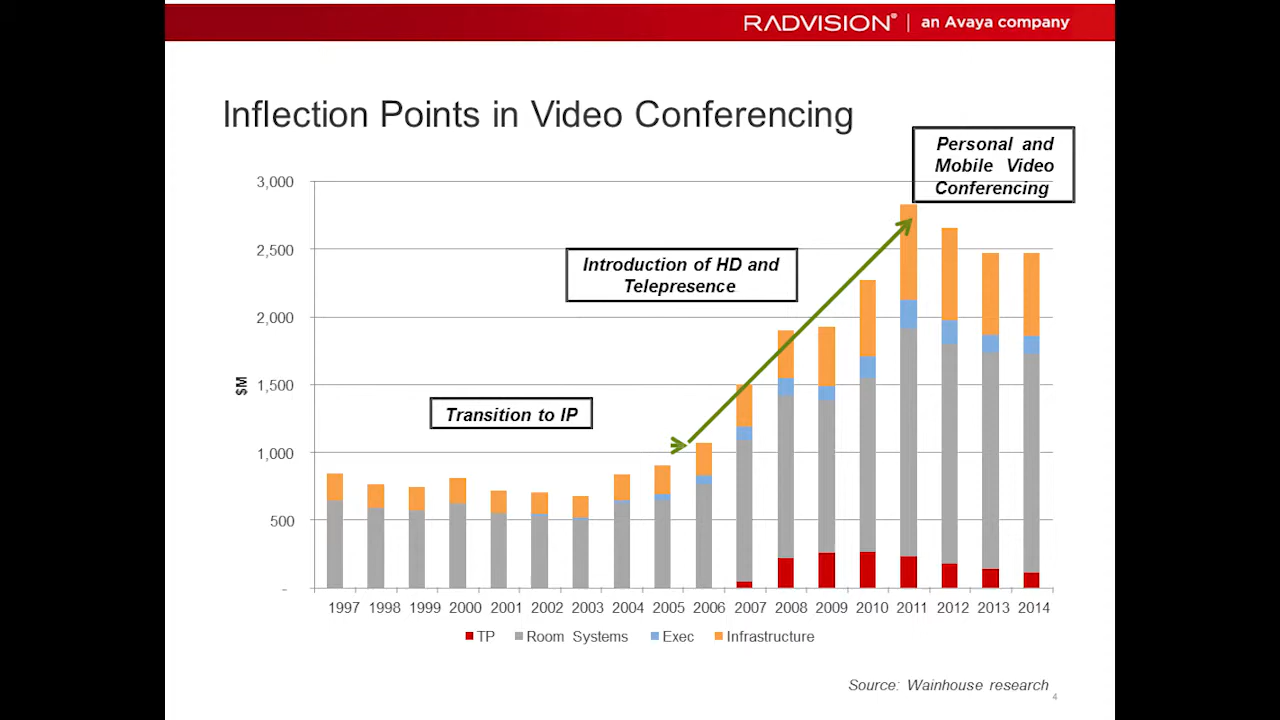 RADVISION® | an Avaya company
Inflection Points in Video Conferencing
Personal and
Mobile Video
Conferencing
Introduction of HD and
Telepresence
Transition to IP
$M
3,000
2,500
2,000
1,500
1,000
500
-
1997 1998 1999 2000 2001 2002 2003 2004 2005 2006 2007 2008 2009 2010 2011 2012 2013 2014
TP Room Systems Exec Infrastructure
Source: Wainhouse research
4